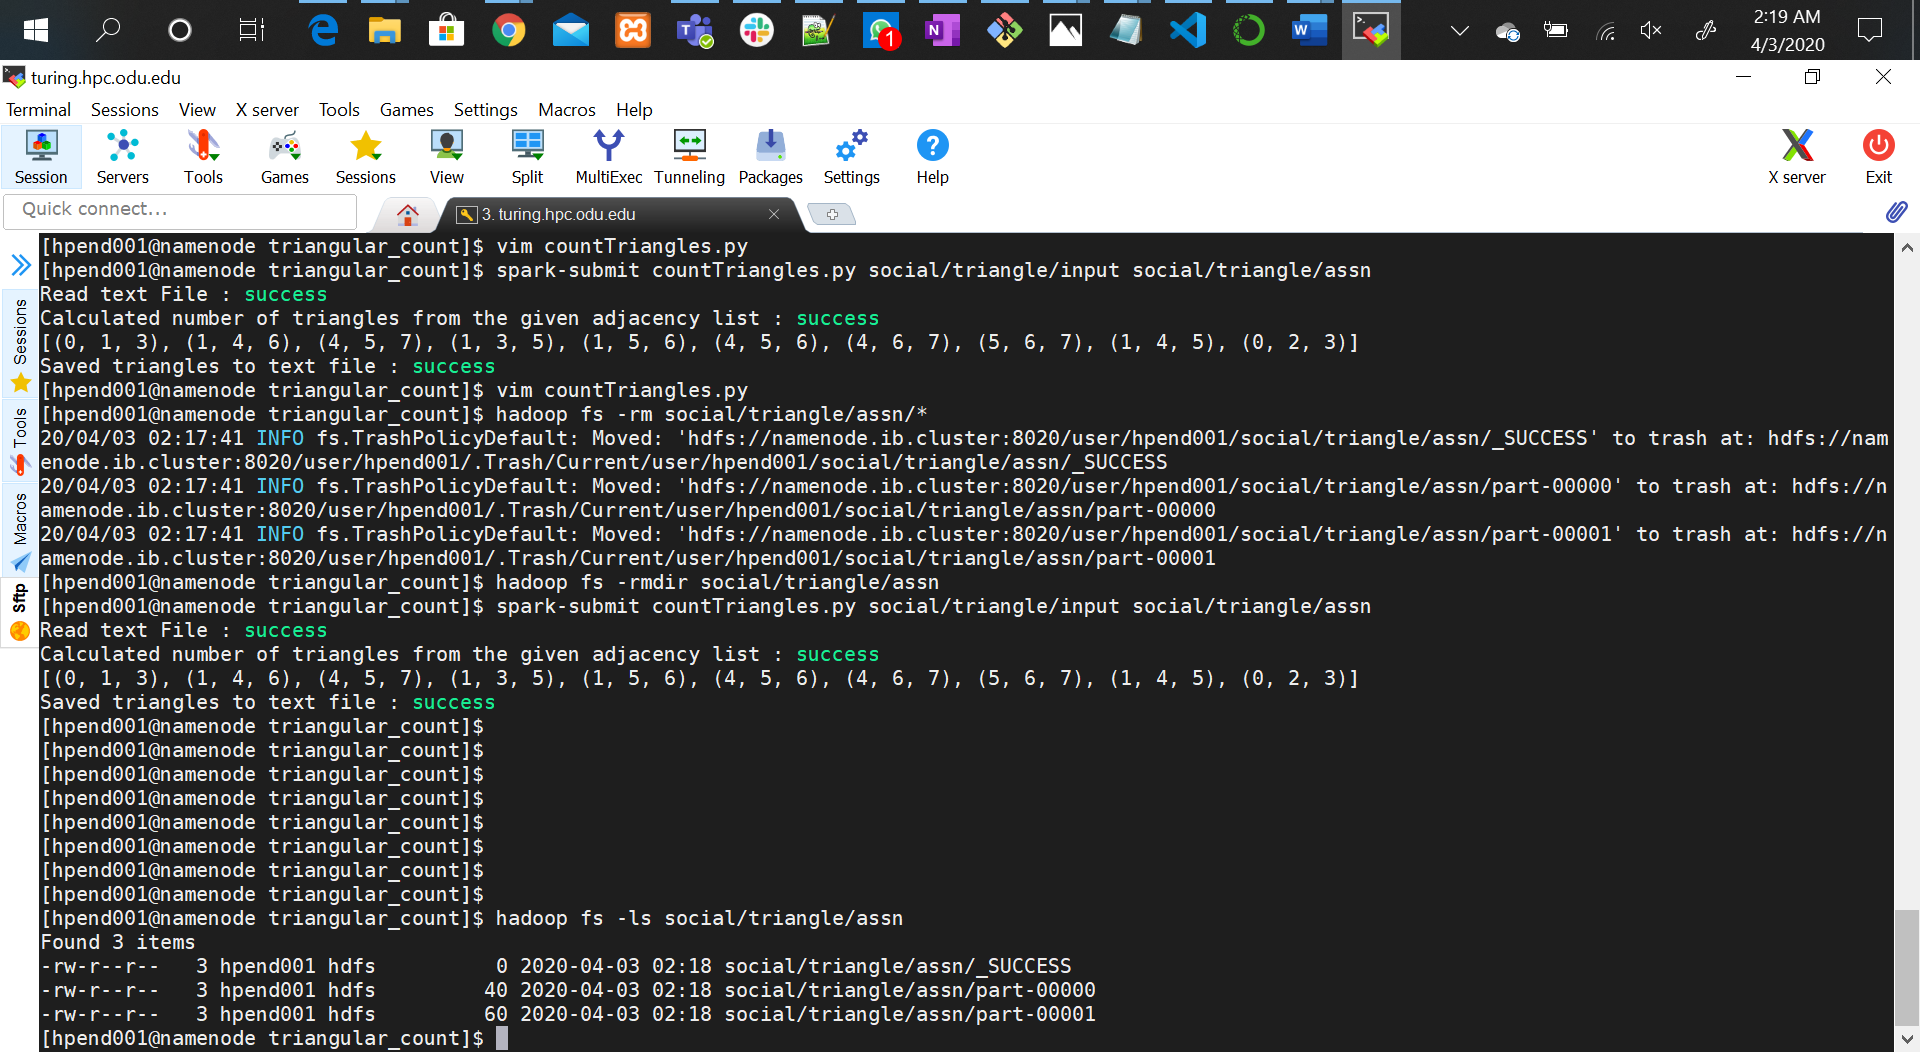 2:19 AM
4/3/2020
1
turing.hpc.odu.edu
Terminal Sessions View X server Tools Games Settings Macros Help
Session Servers Tools Games Sessions View Split MultiExec Tunneling Packages Settings Help X server Exit
Quick connect...
3. turing.hpc.odu.edu
Sessions
Tools
Macros
Sftp
[hpend001@namenode triangular_count]$ vim countTriangles.py
[hpend001@namenode triangular_count]$ spark-submit countTriangles.py social/triangle/input social/triangle/assn
Read text File : success
Calculated number of triangles from the given adjacency list : success
[(0, 1, 3), (1, 4, 6), (4, 5, 7), (1, 3, 5), (1, 5, 6), (4, 5, 6), (4, 6, 7), (5, 6, 7), (1, 4, 5), (0, 2, 3)]
Saved triangles to text file : success
[hpend001@namenode triangular_count]$ vim countTriangles.py
[hpend001@namenode triangular_count]$ hadoop fs -rm social/triangle/assn/*
20/04/03 02:17:41 INFO fs.TrashPolicyDefault: Moved: 'hdfs://namenode.ib.cluster:8020/user/hpend001/social/triangle/assn/_SUCCESS' to trash at: hdfs://nam
enode.ib.cluster:8020/user/hpend001/.Trash/Current/user/hpend001/social/triangle/assn/_SUCCESS
20/04/03 02:17:41 INFO fs.TrashPolicyDefault: Moved: 'hdfs://namenode.ib.cluster:8020/user/hpend001/social/triangle/assn/part-00000' to trash at: hdfs://n
amenode.ib.cluster:8020/user/hpend001/.Trash/Current/user/hpend001/social/triangle/assn/part-00000
20/04/03 02:17:41 INFO fs.TrashPolicyDefault: Moved: 'hdfs://namenode.ib.cluster:8020/user/hpend001/social/triangle/assn/part-00001' to trash at: hdfs://n
amenode.ib.cluster:8020/user/hpend001/.Trash/Current/user/hpend001/social/triangle/assn/part-00001
[hpend001@namenode triangular_count]$ hadoop fs -rmdir social/triangle/assn
[hpend001@namenode triangular_count]$ spark-submit countTriangles.py social/triangle/input social/triangle/assn
Read text File : success
Calculated number of triangles from the given adjacency list : success
[(0, 1, 3), (1, 4, 6), (4, 5, 7), (1, 3, 5), (1, 5, 6), (4, 5, 6), (4, 6, 7), (5, 6, 7), (1, 4, 5), (0, 2, 3)]
Saved triangles to text file : success
[hpend001@namenode triangular_count]$
[hpend001@namenode triangular_count]$
[hpend001@namenode triangular_count]$
[hpend001@namenode triangular_count]$
[hpend001@namenode triangular_count]$
[hpend001@namenode triangular_count]$
[hpend001@namenode triangular_count]$
[hpend001@namenode triangular_count]$
[hpend001@namenode triangular_count]$ hadoop fs -ls social/triangle/assn
Found 3 items
-rw-r--r--   3 hpend001 hdfs          0 2020-04-03 02:18 social/triangle/assn/_SUCCESS
-rw-r--r--   3 hpend001 hdfs         40 2020-04-03 02:18 social/triangle/assn/part-00000
-rw-r--r--   3 hpend001 hdfs         60 2020-04-03 02:18 social/triangle/assn/part-00001
[hpend001@namenode triangular_count]$